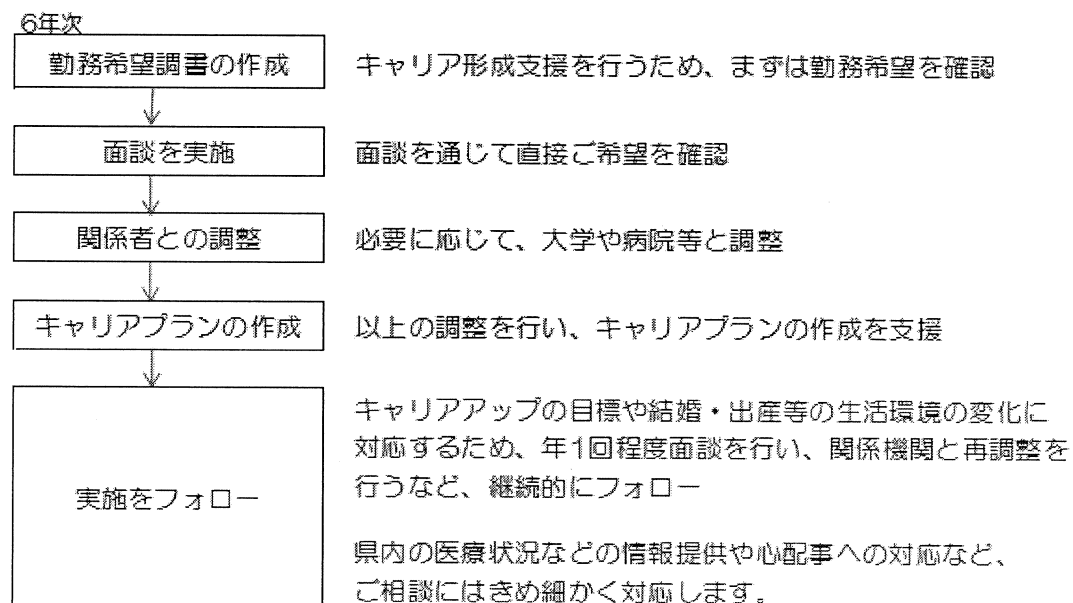 6年次
勤務希望調書の作成
キャリア形成支援を行うため、まずは勤務希望を確認
面談を実施
面談を通じて直接ご希望を確認
関係者との調整
必要に応じて、大学や病院等と調整
キャリアプランの作成
以上の調整を行い、キャリアプランの作成を支援
実施をフォロー
キャリアアップの目標や結婚・出産等の生活環境の変化に
対応するため、年1回程度面談を行い、関係機関と再調整を
行うなど、継続的にフォロー
県内の医療状況などの情報提供や心配事への対応など、
ご相談にはきめ細かく対応します。